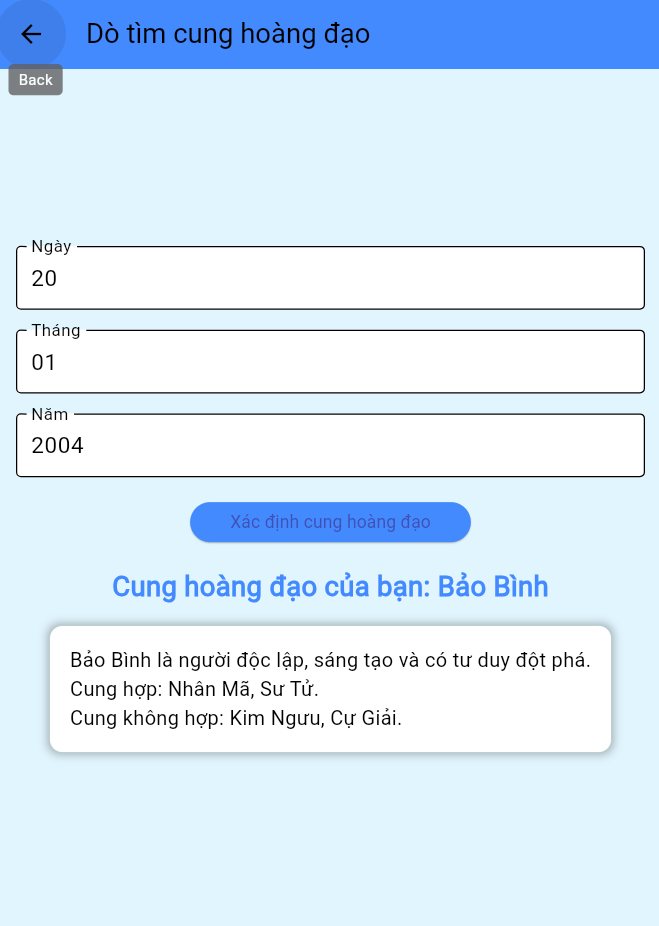 Dò tìm cung hoàng đạo
Back
Ngày
20
Tháng
01
Năm
2004
Xác định cung hoàng đạo
Cung hoàng đạo của bạn: Bảo Bình
Bảo Bình là người độc lập, sáng tạo và có tư duy đột phá.
Cung hợp: Nhân Mã, Sư Tử.
Cung không hợp: Kim Ngưu, Cự Giải.